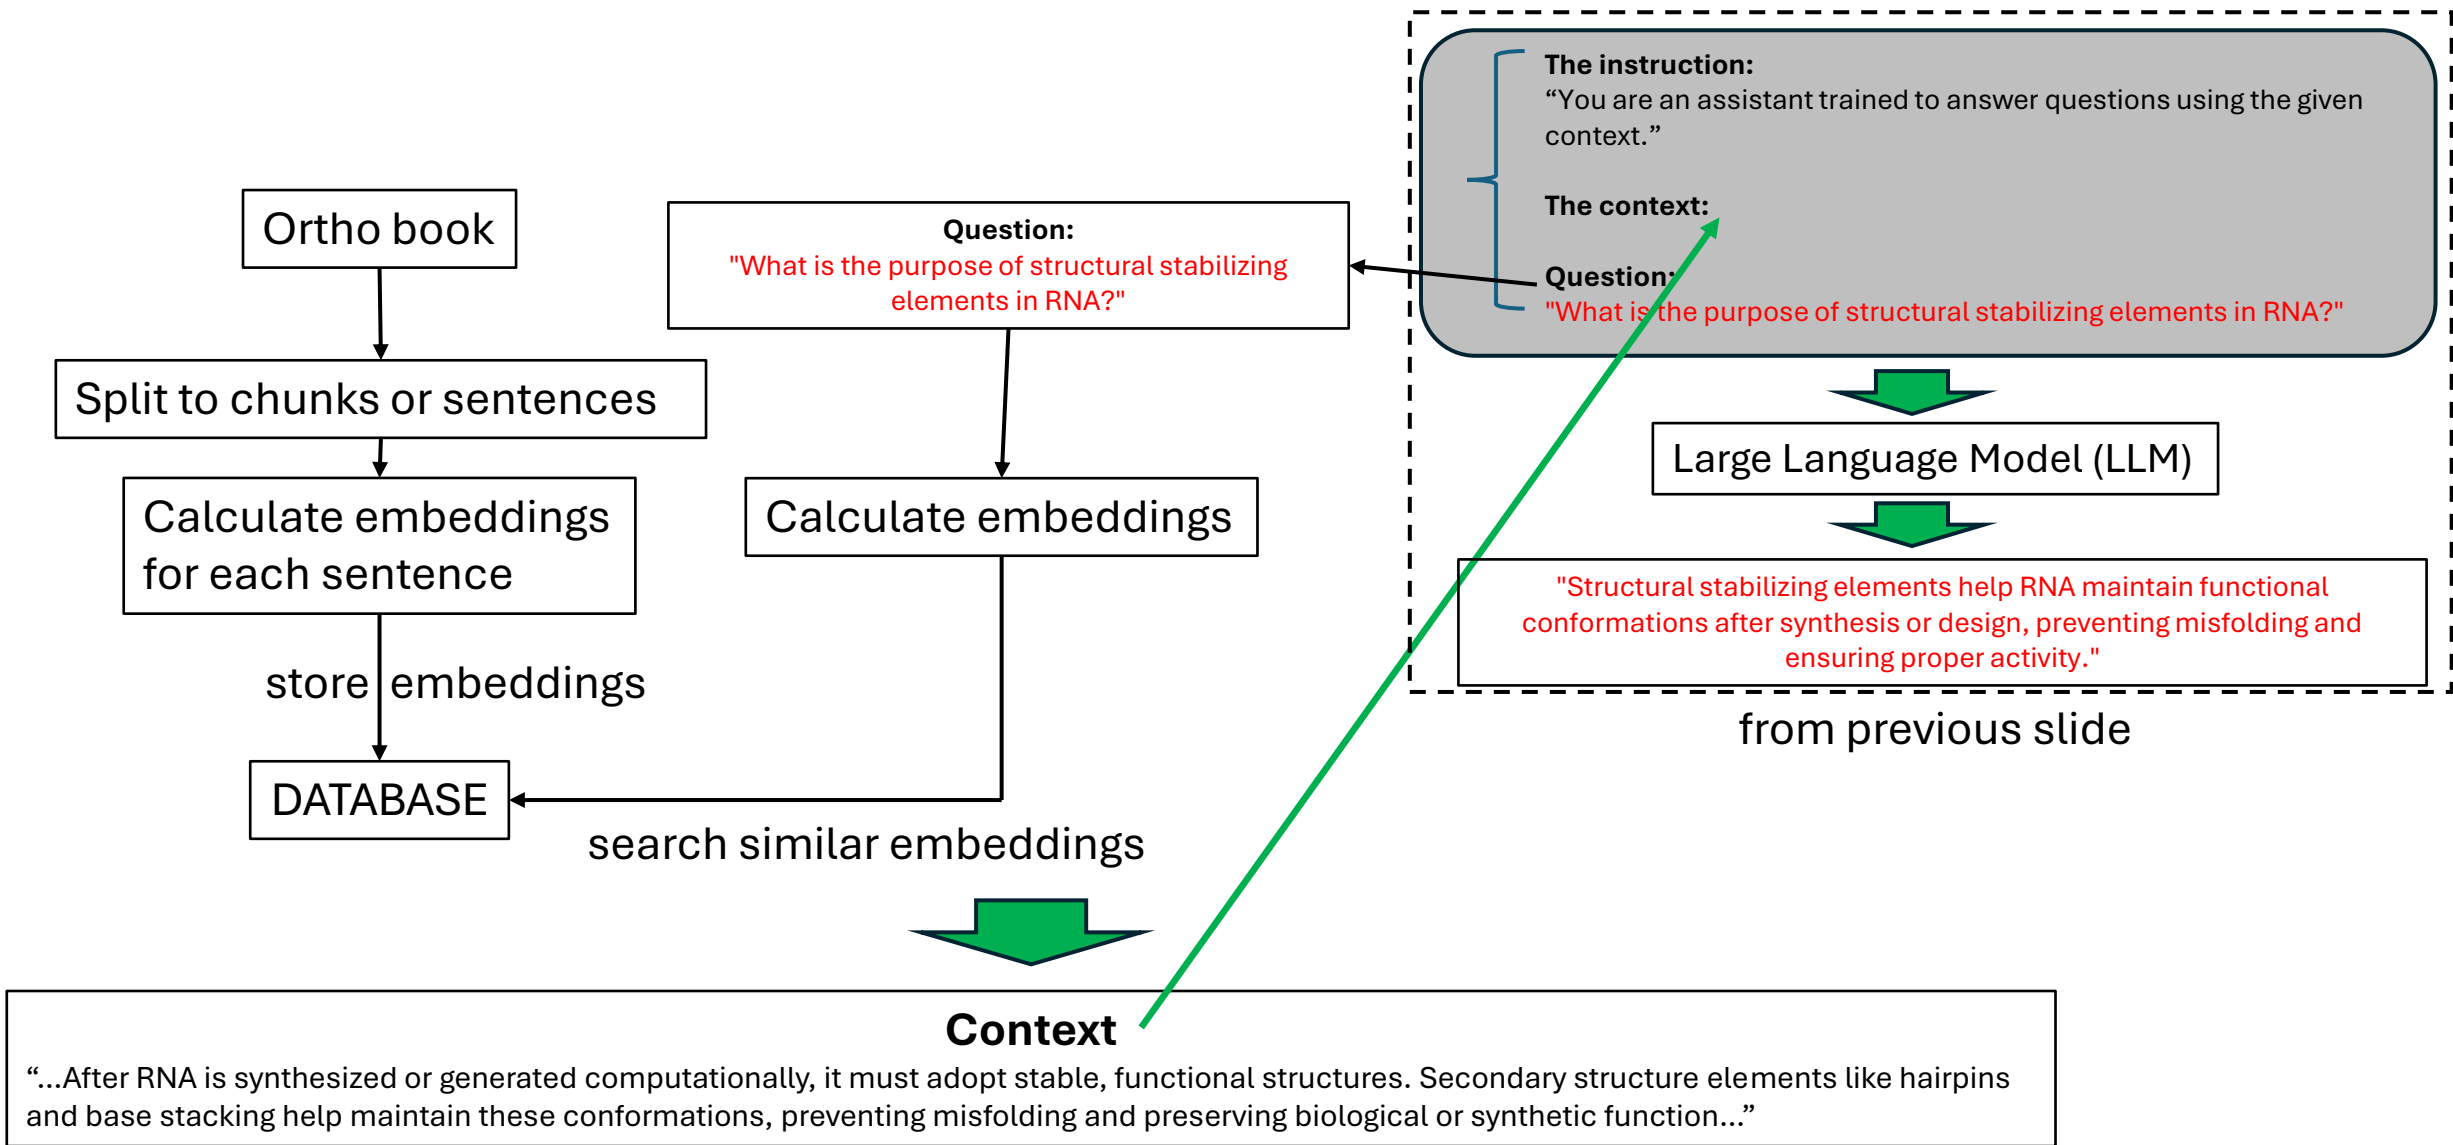 Ortho book
Split to chunks or sentences
Calculate embeddings
for each sentence
store embeddings
DATABASE
Question:
"What is the purpose of structural stabilizing
elements in RNA?"
Calculate embeddings
search similar embeddings
The instruction:
“You are an assistant trained to answer questions using the given
context.”
The context:
Question:
"What is the purpose of structural stabilizing elements in RNA?"
Large Language Model (LLM)
"Structural stabilizing elements help RNA maintain functional
conformations after synthesis or design, preventing misfolding and
ensuring proper activity."
from previous slide
Context
“...After RNA is synthesized or generated computationally, it must adopt stable, functional structures. Secondary structure elements like hairpins
and base stacking help maintain these conformations, preventing misfolding and preserving biological or synthetic function...”